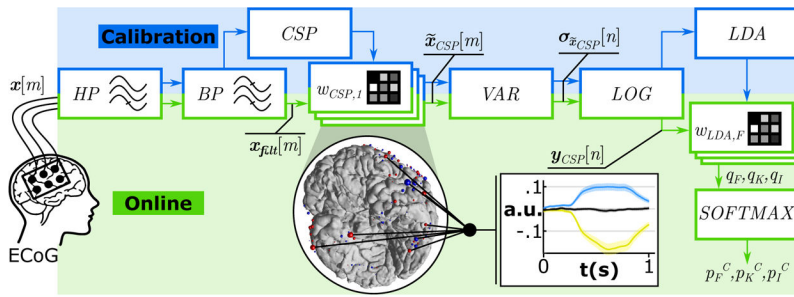 Calibration
CSP
x̃_CSP[m]
σ_x̃_CSP[n]
LDA
x[m]
HP
BP
w_CSP,1
VAR
LOG
w_LDA,F
x_filt[m]
y_CSP[n]
q_F, q_K, q_I
Online
.1
a.u.
-.1
0
t(s)
1
SOFTMAX
ECoG
p_F^C, p_K^C, p_I^C